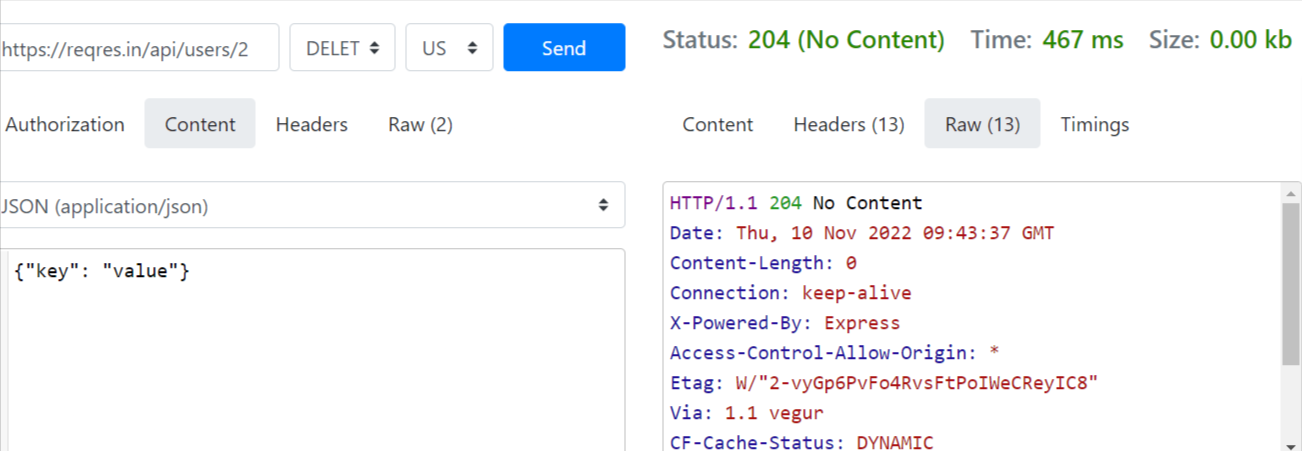 https://reqres.in/api/users/2 DELET US Send
Status: 204 (No Content) Time: 467 ms Size: 0.00 kb
Authorization Content Headers Raw (2)
Content Headers (13) Raw (13) Timings
JSON (application/json)
{"key": "value"}
HTTP/1.1 204 No Content
Date: Thu, 10 Nov 2022 09:43:37 GMT
Content-Length: 0
Connection: keep-alive
X-Powered-By: Express
Access-Control-Allow-Origin: *
Etag: W/"2-vyGp6PvFo4RvsFtPoIWeCReyIC8"
Via: 1.1 vegur
CF-Cache-Status: DYNAMIC